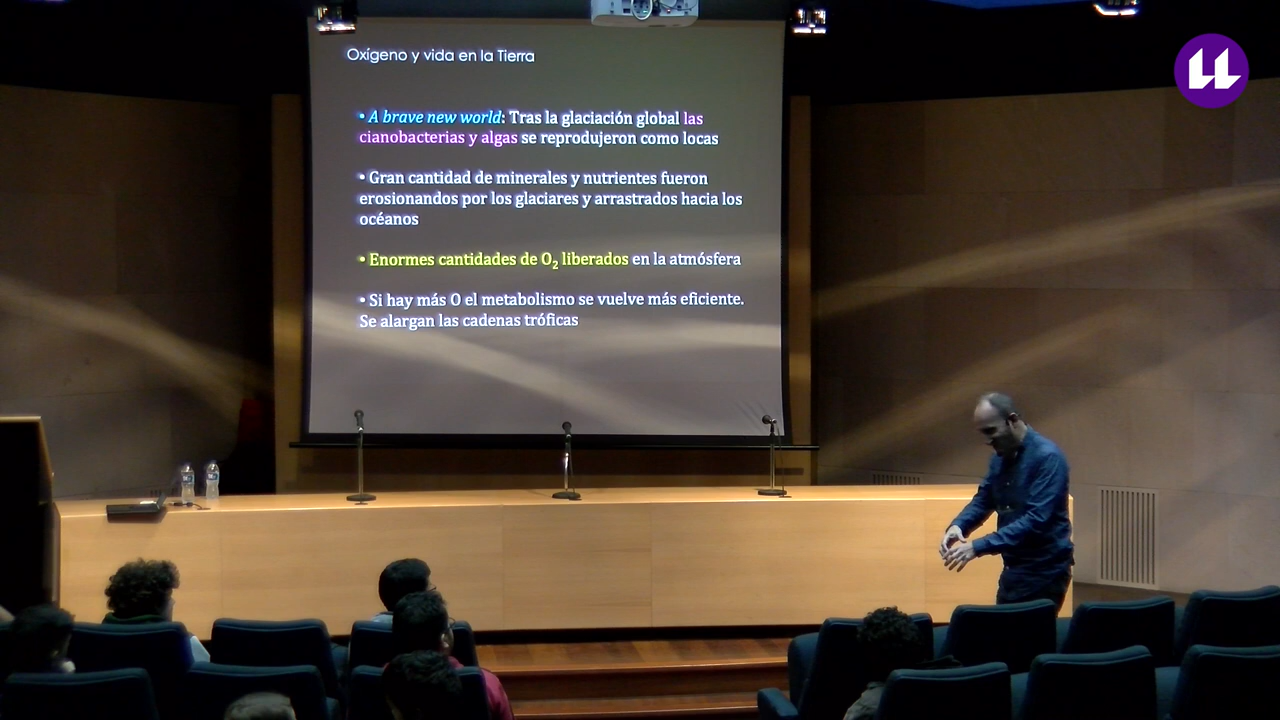 Oxígeno y vida en la Tierra
• A brave new world: Tras la glaciación global las
cianobacterias y algas se reprodujeron como locas
• Gran cantidad de minerales y nutrientes fueron
erosionandos por los glaciares y arrastrados hacia los
océanos
• Enormes cantidades de O₂ liberados en la atmósfera
• Si hay más O el metabolismo se vuelve más eficiente.
Se alargan las cadenas tróficas